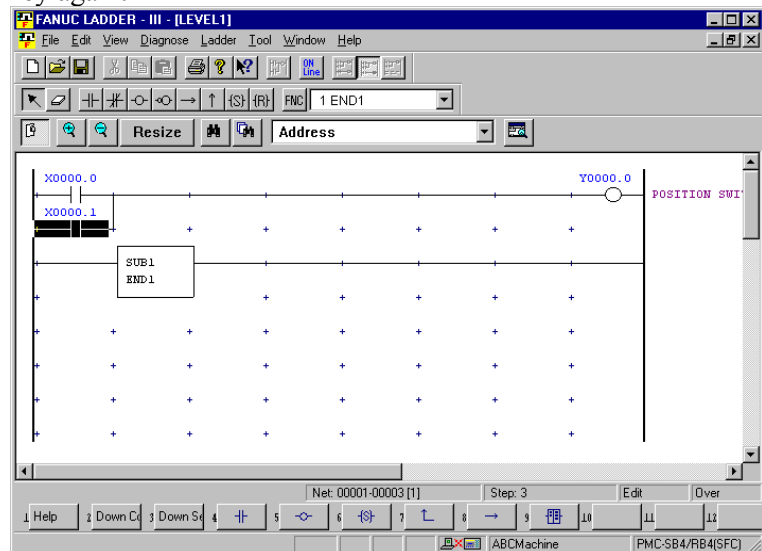 FANUC LADDER - III - [LEVEL1]
File Edit View Diagnose Ladder Tool Window Help
ON Line
{S} {R} FNC 1 END1
Resize Address
X0000.0 Y0000.0
POSITION SWI
X0000.1
SUB1
END1
Net: 00001-00003 [1] Step: 3 Edit Over
1 Help 2 Down 3 Down 4 5 6 (S) 7 8 9 10 11 12
ABCMachine PMC-SB4/RB4(SFC)